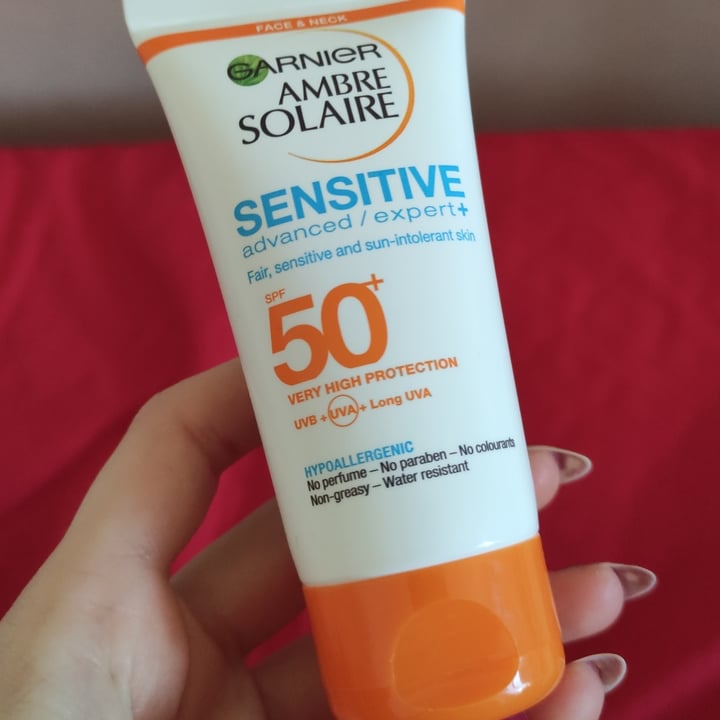 FACE & NECK
GARNIER
AMBRE
SOLAIRE
SENSITIVE
advanced / expert+
Fair, sensitive and sun-intolerant skin
SPF
50+
VERY HIGH PROTECTION
UVB + UVA + Long UVA
HYPOALLERGENIC
No perfume – No paraben – No colourants
Non-greasy – Water resistant